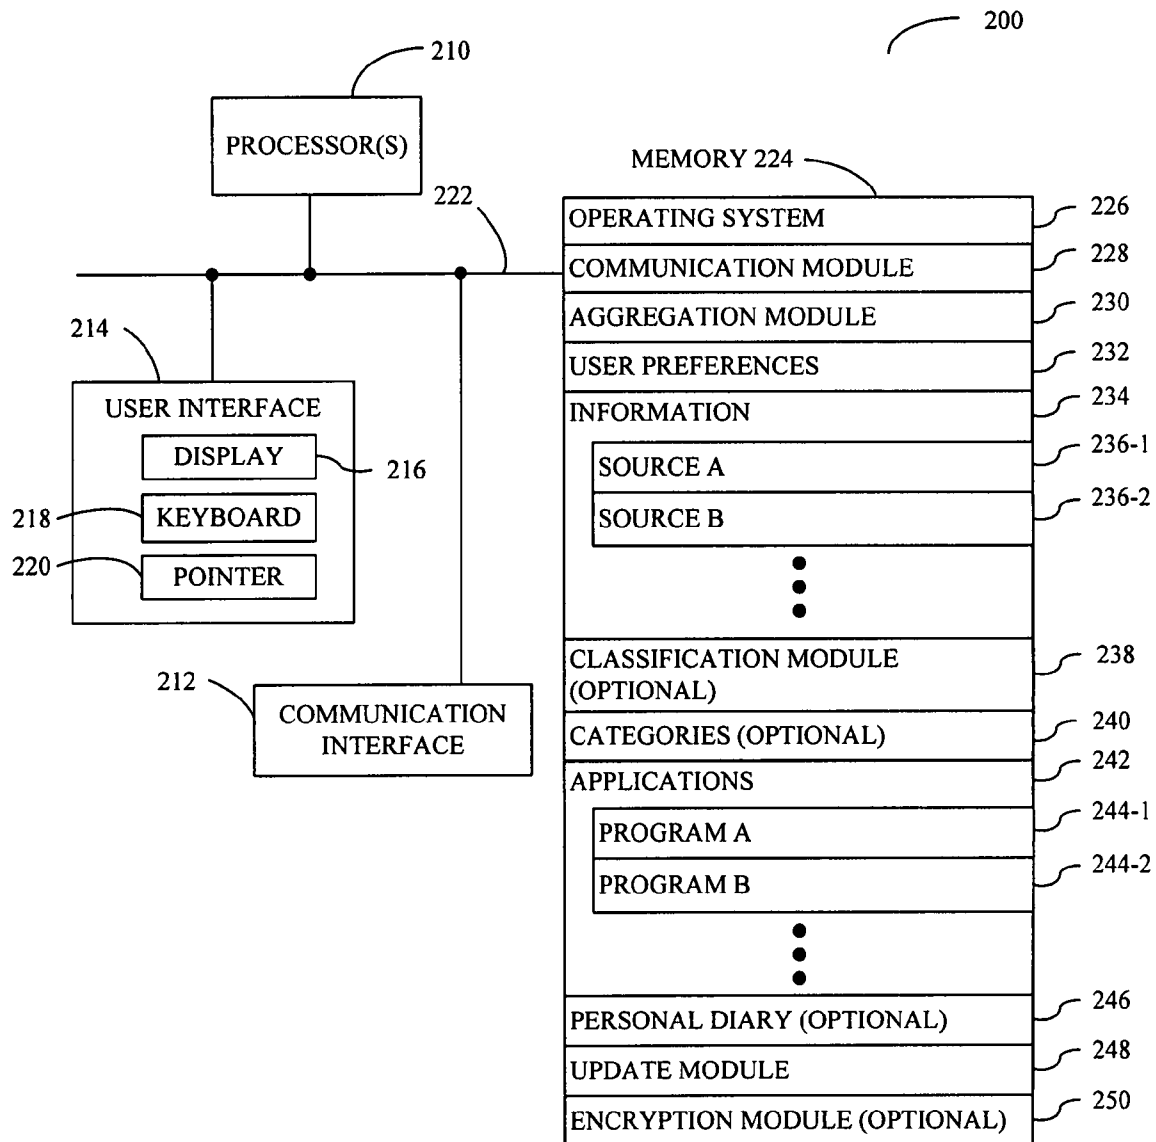 200
210
PROCESSOR(S)
MEMORY 224
222
OPERATING SYSTEM
226
COMMUNICATION MODULE
228
AGGREGATION MODULE
230
USER PREFERENCES
232
INFORMATION
234
SOURCE A
236-1
SOURCE B
236-2
214
USER INTERFACE
DISPLAY
216
218
KEYBOARD
220
POINTER
212
COMMUNICATION
INTERFACE
CLASSIFICATION MODULE
(OPTIONAL)
238
CATEGORIES (OPTIONAL)
240
APPLICATIONS
242
PROGRAM A
244-1
PROGRAM B
244-2
PERSONAL DIARY (OPTIONAL)
246
UPDATE MODULE
248
ENCRYPTION MODULE (OPTIONAL)
250